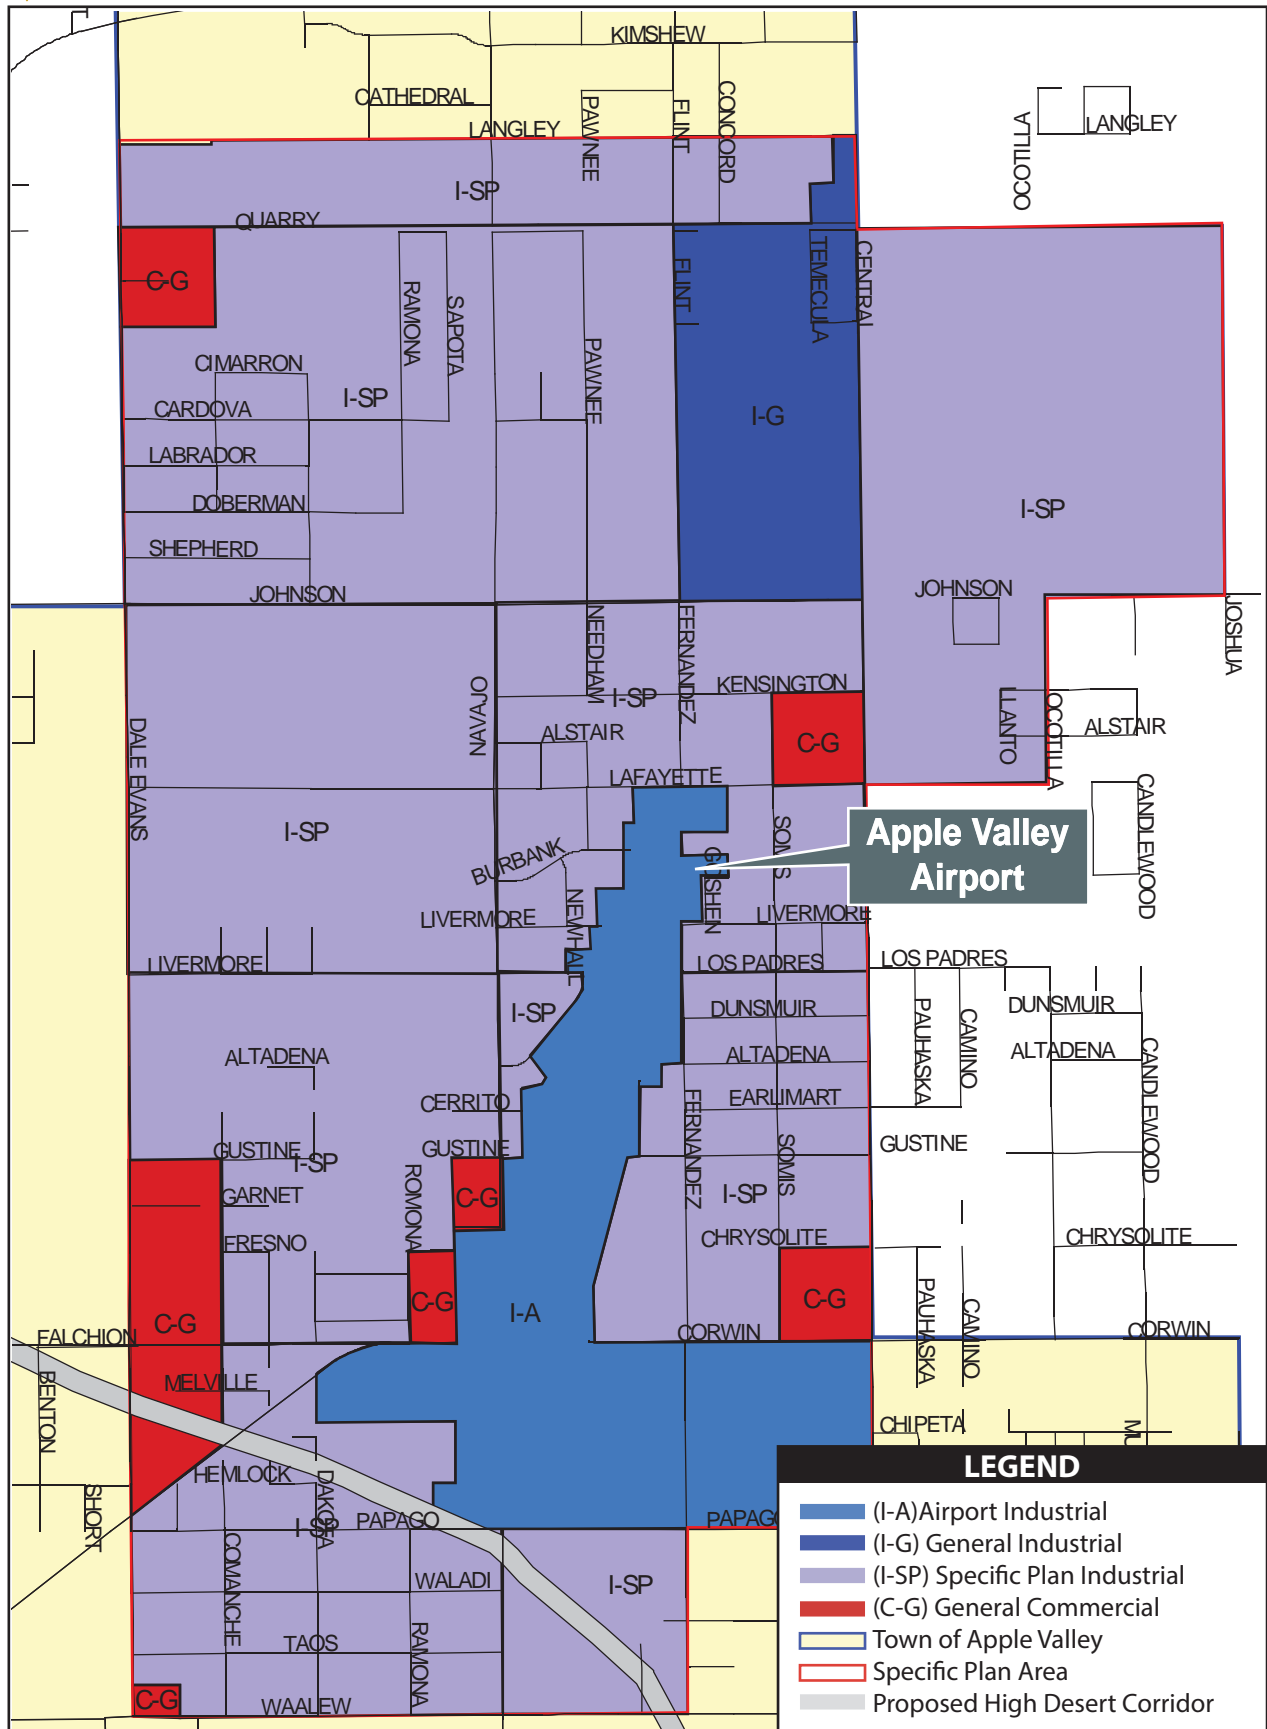 KIMSHEW
CATHEDRAL
PAWNEE
FLINT
CONCORD
LANGLEY
OCOTILLA
LANGLEY
I-SP
QUARRY
C-G
RAMONA
SAPOTA
FLINT
TEMECULA
CENTRAL
PAWNEE
CIMARRON
I-SP
CARDOVA
I-G
LABRADOR
DOBERMAN
I-SP
SHEPHERD
JOHNSON
JOHNSON
JOSHUA
NEEDHAM
FERNANDEZ
NAVAJO
I-SP
KENSINGTON
DALE EVANS
ALSTAIR
C-G
LLANTO
OCOTILLA
ALSTAIR
LAFAYETTE
CANDLEWOOD
I-SP
SOMIS
Apple Valley
Airport
BURBANK
GOSHEN
NEWHALL
LIVERMORE
LIVERMORE
LIVERMORE
LOS PADRES
LOS PADRES
I-SP
DUNSMUIR
PAUHASKA
CAMINO
DUNSMUIR
ALTADENA
ALTADENA
ALTADENA
CANDLEWOOD
CERRITO
EARLIMART
FERNANDEZ
GUSTINE
GUSTINE
GUSTINE
I-SP
SOMIS
ROMONA
GARNET
C-G
I-SP
FRESNO
CHRYSOLITE
CHRYSOLITE
C-G
C-G
I-A
C-G
PAUHASKA
CAMINO
FALCHION
CORWIN
CORWIN
BENTON
MELVILLE
CHIPETA
MU
HEMLOCK
DAKOTA
SHORT
I-SP
PAPAGO
PAPAGO
COMANCHE
WALADI
I-SP
TAOS
RAMONA
C-G
WAALEW
LEGEND
(I-A)Airport Industrial
(I-G) General Industrial
(I-SP) Specific Plan Industrial
(C-G) General Commercial
Town of Apple Valley
Specific Plan Area
Proposed High Desert Corridor